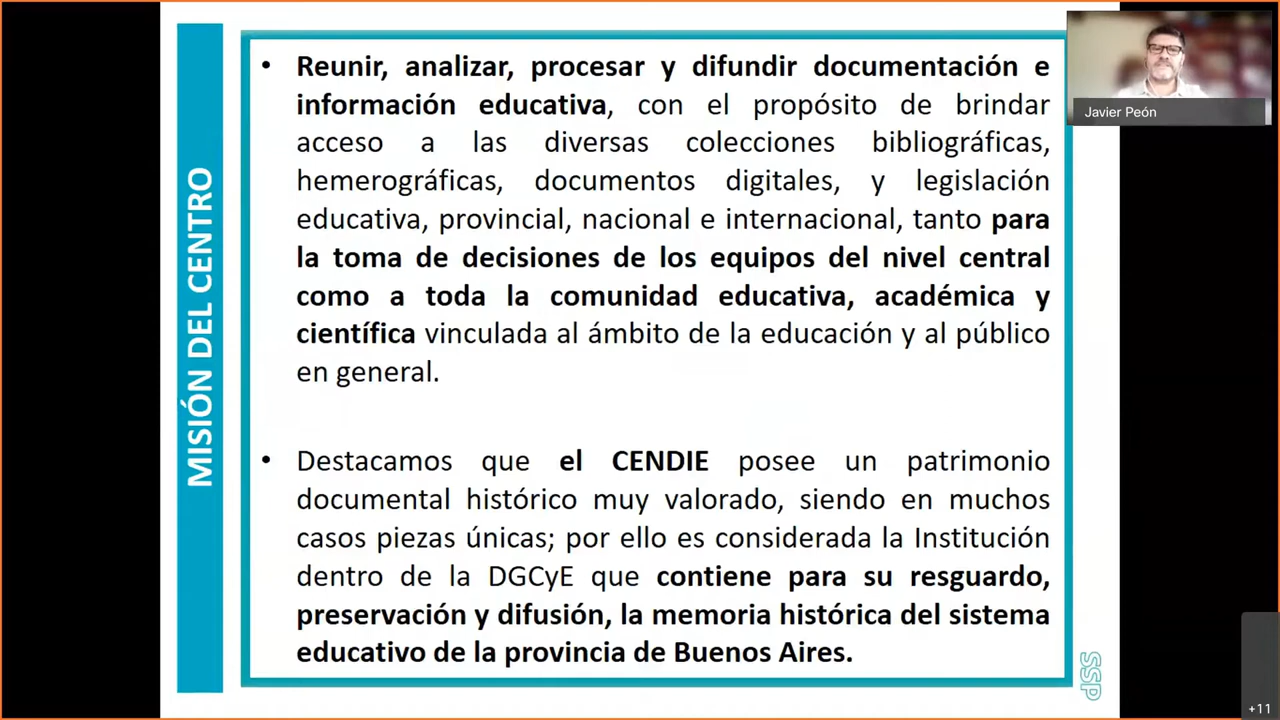 MISIÓN DEL CENTRO
• Reunir, analizar, procesar y difundir documentación e
información educativa, con el propósito de brindar
acceso a las diversas colecciones bibliográficas,
hemerográficas, documentos digitales, y legislación
educativa, provincial, nacional e internacional, tanto para
la toma de decisiones de los equipos del nivel central
como a toda la comunidad educativa, académica y
científica vinculada al ámbito de la educación y al público
en general.
• Destacamos que el CENDIE posee un patrimonio
documental histórico muy valorado, siendo en muchos
casos piezas únicas; por ello es considerada la Institución
dentro de la DGCyE que contiene para su resguardo,
preservación y difusión, la memoria histórica del sistema
educativo de la provincia de Buenos Aires.
Javier Peón
SSP
+11